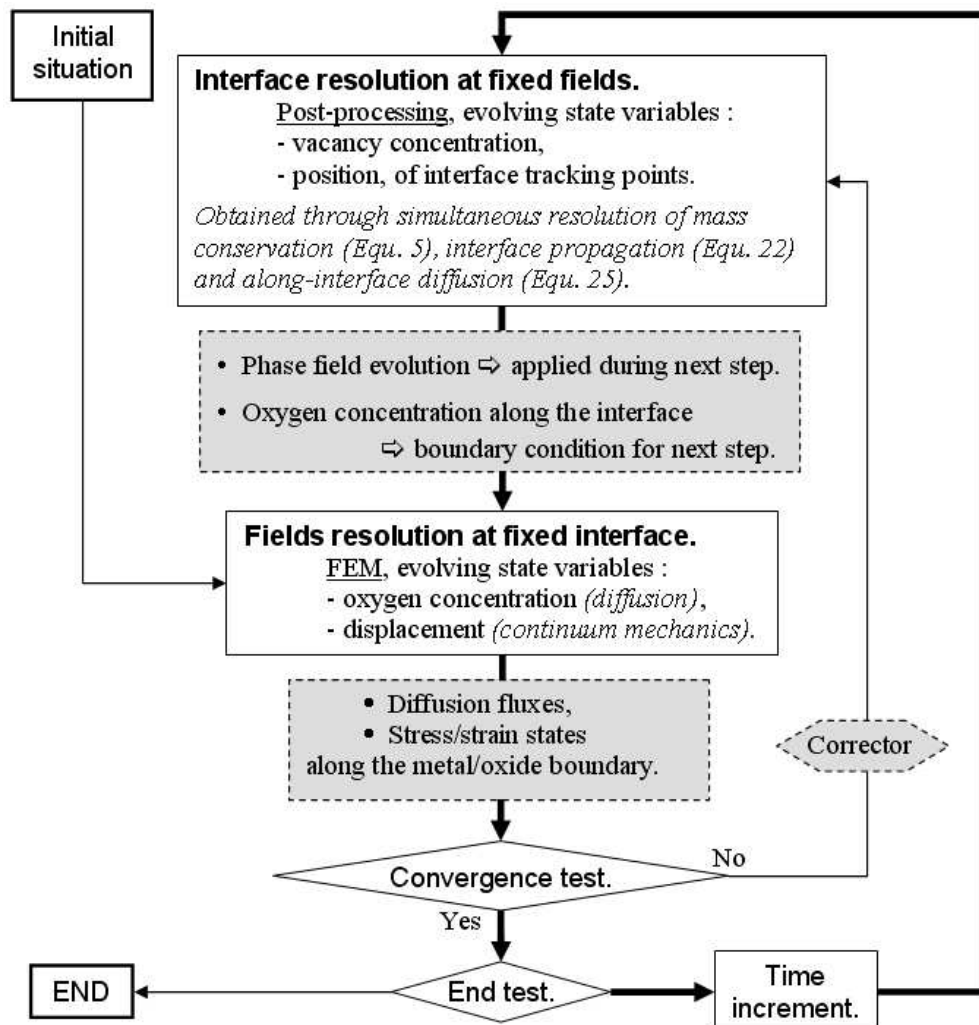 Initial
situation
Interface resolution at fixed fields.
Post-processing, evolving state variables :
- vacancy concentration,
- position, of interface tracking points.
Obtained through simultaneous resolution of mass
conservation (Equ. 5), interface propagation (Equ. 22)
and along-interface diffusion (Equ. 25).
• Phase field evolution ⇨ applied during next step.
• Oxygen concentration along the interface
⇨ boundary condition for next step.
Fields resolution at fixed interface.
FEM, evolving state variables :
- oxygen concentration (diffusion),
- displacement (continuum mechanics).
• Diffusion fluxes,
• Stress/strain states
along the metal/oxide boundary.
Corrector
Convergence test.
No
Yes
End test.
END
Time
increment.